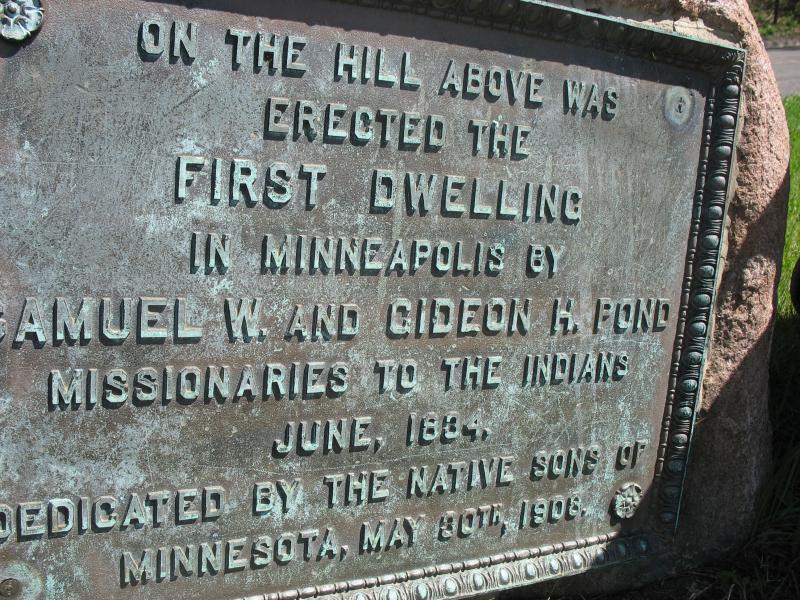 ON THE HILL ABOVE WAS
ERECTED THE
FIRST DWELLING
IN MINNEAPOLIS BY
SAMUEL W. AND GIDEON H. POND
MISSIONARIES TO THE INDIANS
JUNE, 1834.
DEDICATED BY THE NATIVE SONS OF
MINNESOTA, MAY 30TH, 1908.